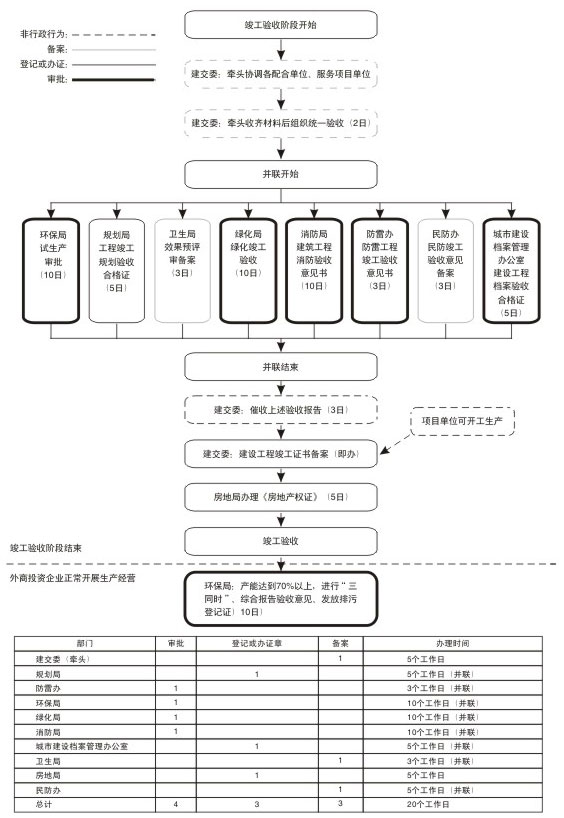 非行政行为:
备案:
登记或办证:
审批:
竣工验收阶段开始
建交委：牵头协调各配合单位、服务项目单位
建交委：牵头收齐材料后组织统一验收（2日）
并联开始
环保局
试生产
审批
（10日）
规划局
工程竣工
规划验收
合格证
（5日）
卫生局
效果预评
审备案
（3日）
绿化局
绿化竣工
验收
（10日）
消防局
建筑工程
消防验收
意见书
（10日）
防雷办
防雷工程
竣工验收
意见书
（3日）
民防办
民防竣工
验收意见
备案
（3日）
城市建设
档案管理
办公室
建设工程
档案验收
合格证
（5日）
并联结束
建交委：催收上述验收报告（3日）
项目单位可开工生产
建交委：建设工程竣工证书备案（即办）
房地局办理《房地产权证》（5日）
竣工验收
竣工验收阶段结束
外商投资企业正常开展生产经营
环保局：产能达到70%以上，进行“三
同时”、综合报告验收意见、发放排污
登记证）10日）
部门 审批 登记或办证章 备案 办理时间
建交委（牵头） 1 5个工作日
规划局 1 5个工作日（并联）
防雷办 1 3个工作日（并联）
环保局 1 10个工作日（并联）
绿化局 1 10个工作日（并联）
消防局 1 10个工作日（并联）
城市建设档案管理办公室 1 5个工作日（并联）
卫生局 1 3个工作日（并联）
房地局 1 5个工作日
民防办 1 5个工作日（并联）
总计 4 3 3 20个工作日